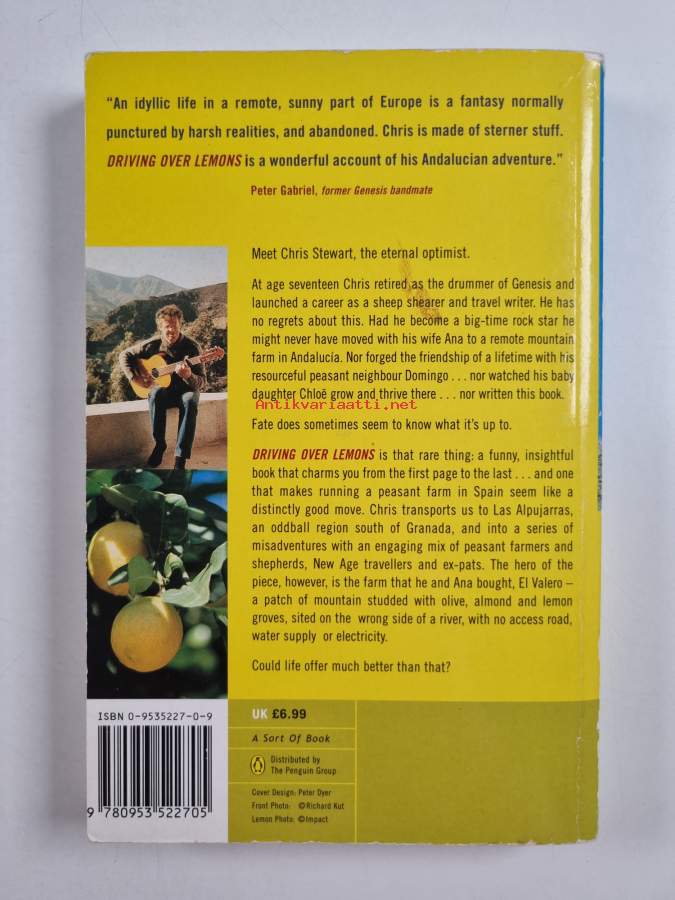 “An idyllic life in a remote, sunny part of Europe is a fantasy normally
punctured by harsh realities, and abandoned. Chris is made of sterner stuff.
DRIVING OVER LEMONS is a wonderful account of his Andalucian adventure.”
Peter Gabriel, former Genesis bandmate
Meet Chris Stewart, the eternal optimist.
At age seventeen Chris retired as the drummer of Genesis and
launched a career as a sheep shearer and travel writer. He has
no regrets about this. Had he become a big-time rock star he
might never have moved with his wife Ana to a remote mountain
farm in Andalucía. Nor forged the friendship of a lifetime with his
resourceful peasant neighbour Domingo . . . nor watched his baby
daughter Chloë grow and thrive there . . . nor written this book.
Antikvariaatti.net
Fate does sometimes seem to know what it’s up to.
DRIVING OVER LEMONS is that rare thing: a funny, insightful
book that charms you from the first page to the last . . . and one
that makes running a peasant farm in Spain seem like a
distinctly good move. Chris transports us to Las Alpujarras,
an oddball region south of Granada, and into a series of
misadventures with an engaging mix of peasant farmers and
shepherds, New Age travellers and ex-pats. The hero of the
piece, however, is the farm that he and Ana bought, El Valero –
a patch of mountain studded with olive, almond and lemon
groves, sited on the wrong side of a river, with no access road,
water supply or electricity.
Could life offer much better than that?
ISBN 0-9535227-0-9
9 780953 522705
UK £6.99
A Sort Of Book
Distributed by
The Penguin Group
Cover Design: Peter Dyer
Front Photo: ©Richard Kut
Lemon Photo: ©Impact